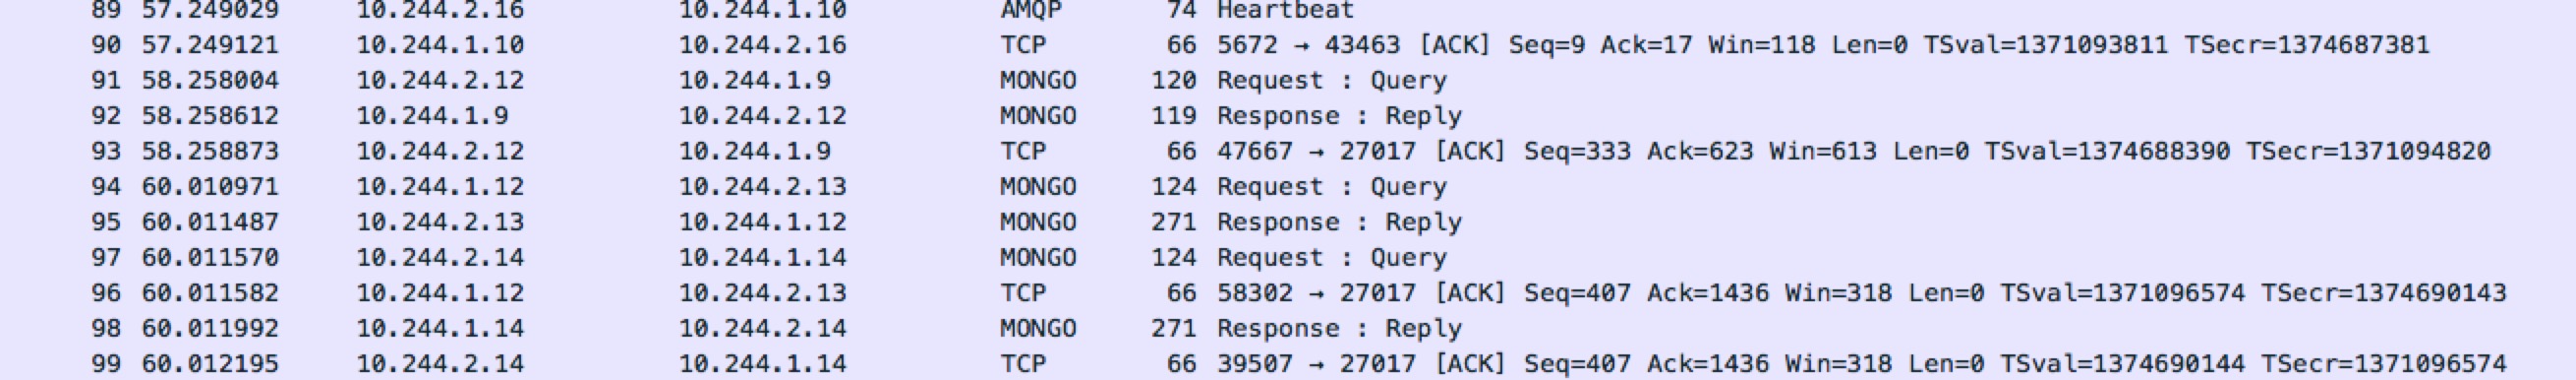 89 57.249029 10.244.2.16 10.244.1.10 AMQP 74 Heartbeat
90 57.249121 10.244.1.10 10.244.2.16 TCP 66 5672 → 43463 [ACK] Seq=9 Ack=17 Win=118 Len=0 TSval=1371093811 TSecr=1374687381
91 58.258004 10.244.2.12 10.244.1.9 MONGO 120 Request : Query
92 58.258612 10.244.1.9 10.244.2.12 MONGO 119 Response : Reply
93 58.258873 10.244.2.12 10.244.1.9 TCP 66 47667 → 27017 [ACK] Seq=333 Ack=623 Win=613 Len=0 TSval=1374688390 TSecr=1371094820
94 60.010971 10.244.1.12 10.244.2.13 MONGO 124 Request : Query
95 60.011487 10.244.2.13 10.244.1.12 MONGO 271 Response : Reply
97 60.011570 10.244.2.14 10.244.1.14 MONGO 124 Request : Query
96 60.011582 10.244.1.12 10.244.2.13 TCP 66 58302 → 27017 [ACK] Seq=407 Ack=1436 Win=318 Len=0 TSval=1371096574 TSecr=1374690143
98 60.011992 10.244.1.14 10.244.2.14 MONGO 271 Response : Reply
99 60.012195 10.244.2.14 10.244.1.14 TCP 66 39507 → 27017 [ACK] Seq=407 Ack=1436 Win=318 Len=0 TSval=1374690144 TSecr=1371096574